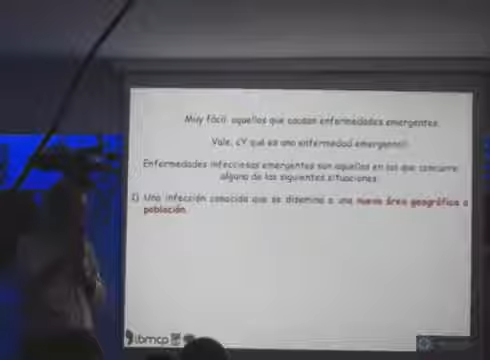 Muy fácil: aquellos que causan enfermedades emergentes.
Vale, ¿Y qué es una enfermedad emergente?
Enfermedades infecciosas emergentes son aquellas en las que concurre
alguna de las siguientes situaciones:
1) Una infección conocida que se disemina a una nueva área geográfica o
población.
ibmcp